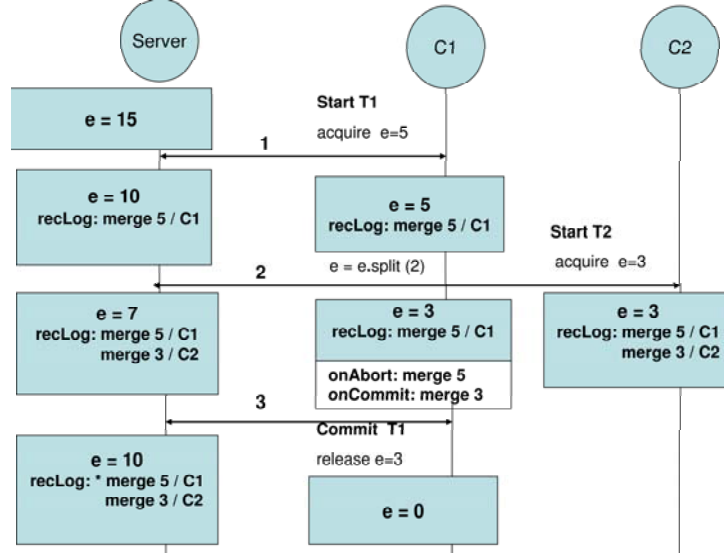 Server
C1
C2
Start T1
e = 15
acquire e=5
1
e = 10
recLog: merge 5 / C1
e = 5
recLog: merge 5 / C1
Start T2
e = e.split (2)
acquire e=3
2
e = 7
recLog: merge 5 / C1
merge 3 / C2
e = 3
recLog: merge 5 / C1
onAbort: merge 5
onCommit: merge 3
e = 3
recLog: merge 5 / C1
merge 3 / C2
3
Commit T1
release e=3
e = 10
recLog: * merge 5 / C1
merge 3 / C2
e = 0